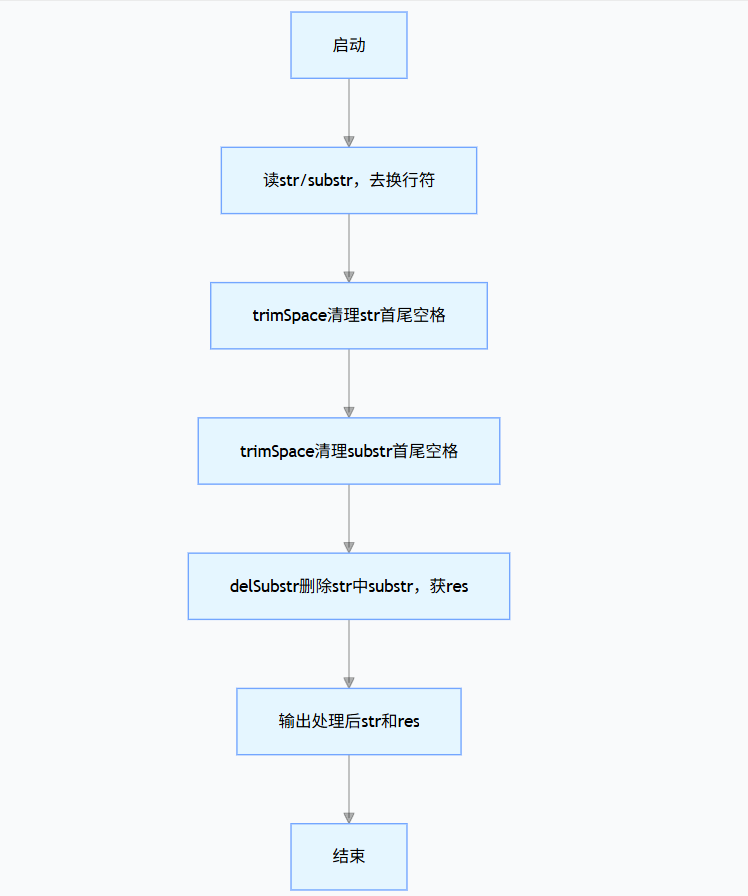 启动
读str/substr，去换行符
trimSpace清理str首尾空格
trimSpace清理substr首尾空格
delSubstr删除str中substr，获res
输出处理后str和res
结束